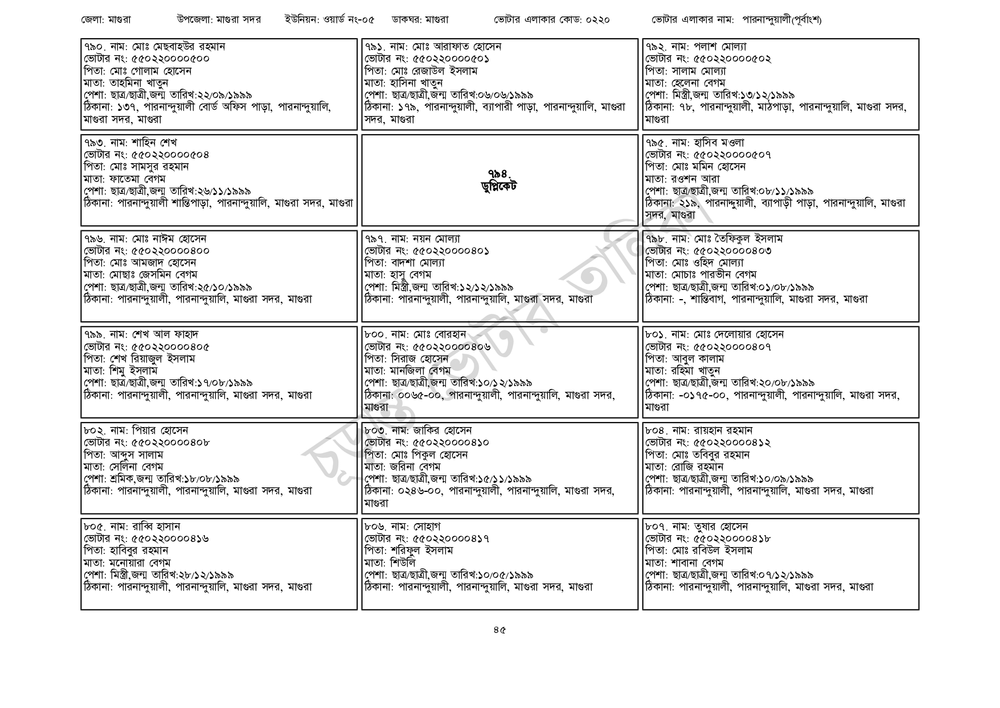 জেলা: মাগুরা উপজেলা: মাগুরা সদর ইউনিয়ন: ওয়ার্ড নং-০৫ ডাকঘর: মাগুরা ভোটার এলাকার কোড: ০২২০ ভোটার এলাকার নাম: পারনান্দুয়ালী(পূর্বাংশ)
৭৯০. নাম: মোঃ মেছবাহউর রহমান
ভোটার নং: ৫৫০২২০০০০৫০০
পিতা: মোঃ গোলাম হোসেন
মাতা: তাহমিনা খাতুন
পেশা: ছাত্র/ছাত্রী,জন্ম তারিখ:২২/০৯/১৯৯৯
ঠিকানা: ১৩৭, পারনান্দুয়ালী বোর্ড অফিস পাড়া, পারনান্দুয়ালি,
মাগুরা সদর, মাগুরা
৭৯১. নাম: মোঃ আরাফাত হোসেন
ভোটার নং: ৫৫০২২০০০০৫০১
পিতা: মোঃ রেজাউল ইসলাম
মাতা: হাসিনা খাতুন
পেশা: ছাত্র/ছাত্রী,জন্ম তারিখ:০৬/০৬/১৯৯৯
ঠিকানা: ১৭৯, পারনান্দুয়ালী, ব্যাপারী পাড়া, পারনান্দুয়ালি, মাগুরা
সদর, মাগুরা
৭৯২. নাম: পলাশ মোল্যা
ভোটার নং: ৫৫০২২০০০০৫০২
পিতা: সালাম মোল্যা
মাতা: হেলেনা বেগম
পেশা: মিস্ত্রী,জন্ম তারিখ:১৩/১২/১৯৯৯
ঠিকানা: ৭৮, পারনান্দুয়ালী, মাঠপাড়া, পারনান্দুয়ালি, মাগুরা সদর,
মাগুরা
৭৯৩. নাম: শাহিন শেখ
ভোটার নং: ৫৫০২২০০০০৫০৪
পিতা: মোঃ সামসুর রহমান
মাতা: ফাতেমা বেগম
পেশা: ছাত্র/ছাত্রী,জন্ম তারিখ:২৬/১১/১৯৯৯
ঠিকানা: পারনান্দুয়ালী শান্তিপাড়া, পারনান্দুয়ালি, মাগুরা সদর, মাগুরা
৭৯৪.
ডুপ্লিকেট
৭৯৫. নাম: হাসিব মওলা
ভোটার নং: ৫৫০২২০০০০৫০৭
পিতা: মোঃ মমিন হোসেন
মাতা: রওশন আরা
পেশা: ছাত্র/ছাত্রী,জন্ম তারিখ:০৮/১১/১৯৯৯
ঠিকানা: ২১৯, পারনাদ্দুয়ালী, ব্যাপাড়ী পাড়া, পারনান্দুয়ালি, মাগুরা
সদর, মাগুরা
৭৯৬. নাম: মোঃ নাঈম হোসেন
ভোটার নং: ৫৫০২২০০০০৪০০
পিতা: মোঃ আমজাদ হোসেন
মাতা: মোছাঃ জেসমিন বেগম
পেশা: ছাত্র/ছাত্রী,জন্ম তারিখ:২৫/১০/১৯৯৯
ঠিকানা: পারনান্দুয়ালী, পারনান্দুয়ালি, মাগুরা সদর, মাগুরা
৭৯৭. নাম: নয়ন মোল্যা
ভোটার নং: ৫৫০২২০০০০৪০১
পিতা: বাদশা মোল্যা
মাতা: হাসু বেগম
পেশা: মিস্ত্রী,জন্ম তারিখ:১২/১২/১৯৯৯
ঠিকানা: পারনান্দুয়ালী, পারনান্দুয়ালি, মাগুরা সদর, মাগুরা
৭৯৮. নাম: মোঃ তৈফিকুল ইসলাম
ভোটার নং: ৫৫০২২০০০০৪০৩
পিতা: মোঃ ওহিদ মোল্যা
মাতা: মোচাঃ পারভীন বেগম
পেশা: ছাত্র/ছাত্রী,জন্ম তারিখ:০১/০৮/১৯৯৯
ঠিকানা: -, শান্তিবাগ, পারনান্দুয়ালি, মাগুরা সদর, মাগুরা
৭৯৯. নাম: শেখ আল ফাহাদ
ভোটার নং: ৫৫০২২০০০০৪০৫
পিতা: শেখ রিয়াজুল ইসলাম
মাতা: শিমু ইসলাম
পেশা: ছাত্র/ছাত্রী,জন্ম তারিখ:১৭/০৮/১৯৯৯
ঠিকানা: পারনান্দুয়ালী, পারনান্দুয়ালি, মাগুরা সদর, মাগুরা
৮০০. নাম: মোঃ বোরহান
ভোটার নং: ৫৫০২২০০০০৪০৬
পিতা: সিরাজ হোসেন
মাতা: মানজিলা বেগম
পেশা: ছাত্র/ছাত্রী,জন্ম তারিখ:১০/১২/১৯৯৯
ঠিকানা: ০০৬৫-০০, পারনান্দুয়ালী, পারনান্দুয়ালি, মাগুরা সদর,
মাগুরা
৮০১. নাম: মোঃ দেলোয়ার হোসেন
ভোটার নং: ৫৫০২২০০০০৪০৭
পিতা: আবুল কালাম
মাতা: রহিমা খাতুন
পেশা: ছাত্র/ছাত্রী,জন্ম তারিখ:২০/০৮/১৯৯৯
ঠিকানা: -০১৭৫-০০, পারনান্দুয়ালী, পারনান্দুয়ালি, মাগুরা সদর,
মাগুরা
৮০২. নাম: পিয়ার হোসেন
ভোটার নং: ৫৫০২২০০০০৪০৮
পিতা: আব্দুস সালাম
মাতা: সেলিনা বেগম
পেশা: শ্রমিক,জন্ম তারিখ:১৮/০৮/১৯৯৯
ঠিকানা: পারনান্দুয়ালী, পারনান্দুয়ালি, মাগুরা সদর, মাগুরা
৮০৩. নাম: জাকির হোসেন
ভোটার নং: ৫৫০২২০০০০৪১০
পিতা: মোঃ পিকুল হোসেন
মাতা: জরিনা বেগম
পেশা: ছাত্র/ছাত্রী,জন্ম তারিখ:১৫/১১/১৯৯৯
ঠিকানা: ০২৪৬-০০, পারনান্দুয়ালী, পারনান্দুয়ালি, মাগুরা সদর,
মাগুরা
৮০৪. নাম: রায়হান রহমান
ভোটার নং: ৫৫০২২০০০০৪১২
পিতা: মোঃ তবিবুর রহমান
মাতা: রোজি রহমান
পেশা: ছাত্র/ছাত্রী,জন্ম তারিখ:১০/০৯/১৯৯৯
ঠিকানা: পারনান্দুয়ালী, পারনান্দুয়ালি, মাগুরা সদর, মাগুরা
৮০৫. নাম: রাব্বি হাসান
ভোটার নং: ৫৫০২২০০০০৪১৬
পিতা: হাবিবুর রহমান
মাতা: মনোয়ারা বেগম
পেশা: মিস্ত্রী,জন্ম তারিখ:২৮/১২/১৯৯৯
ঠিকানা: পারনান্দুয়ালী, পারনান্দুয়ালি, মাগুরা সদর, মাগুরা
৮০৬. নাম: সোহাগ
ভোটার নং: ৫৫০২২০০০০৪১৭
পিতা: শরিফুল ইসলাম
মাতা: শিউলি
পেশা: ছাত্র/ছাত্রী,জন্ম তারিখ:১০/০৫/১৯৯৯
ঠিকানা: পারনান্দুয়ালী, পারনান্দুয়ালি, মাগুরা সদর, মাগুরা
৮০৭. নাম: তুষার হোসেন
ভোটার নং: ৫৫০২২০০০০৪১৮
পিতা: মোঃ রবিউল ইসলাম
মাতা: শাবানা বেগম
পেশা: ছাত্র/ছাত্রী,জন্ম তারিখ:০৭/১২/১৯৯৯
ঠিকানা: পারনান্দুয়ালী, পারনান্দুয়ালি, মাগুরা সদর, মাগুরা
চূড়ান্ত ভোটার তালিকা
৪৫